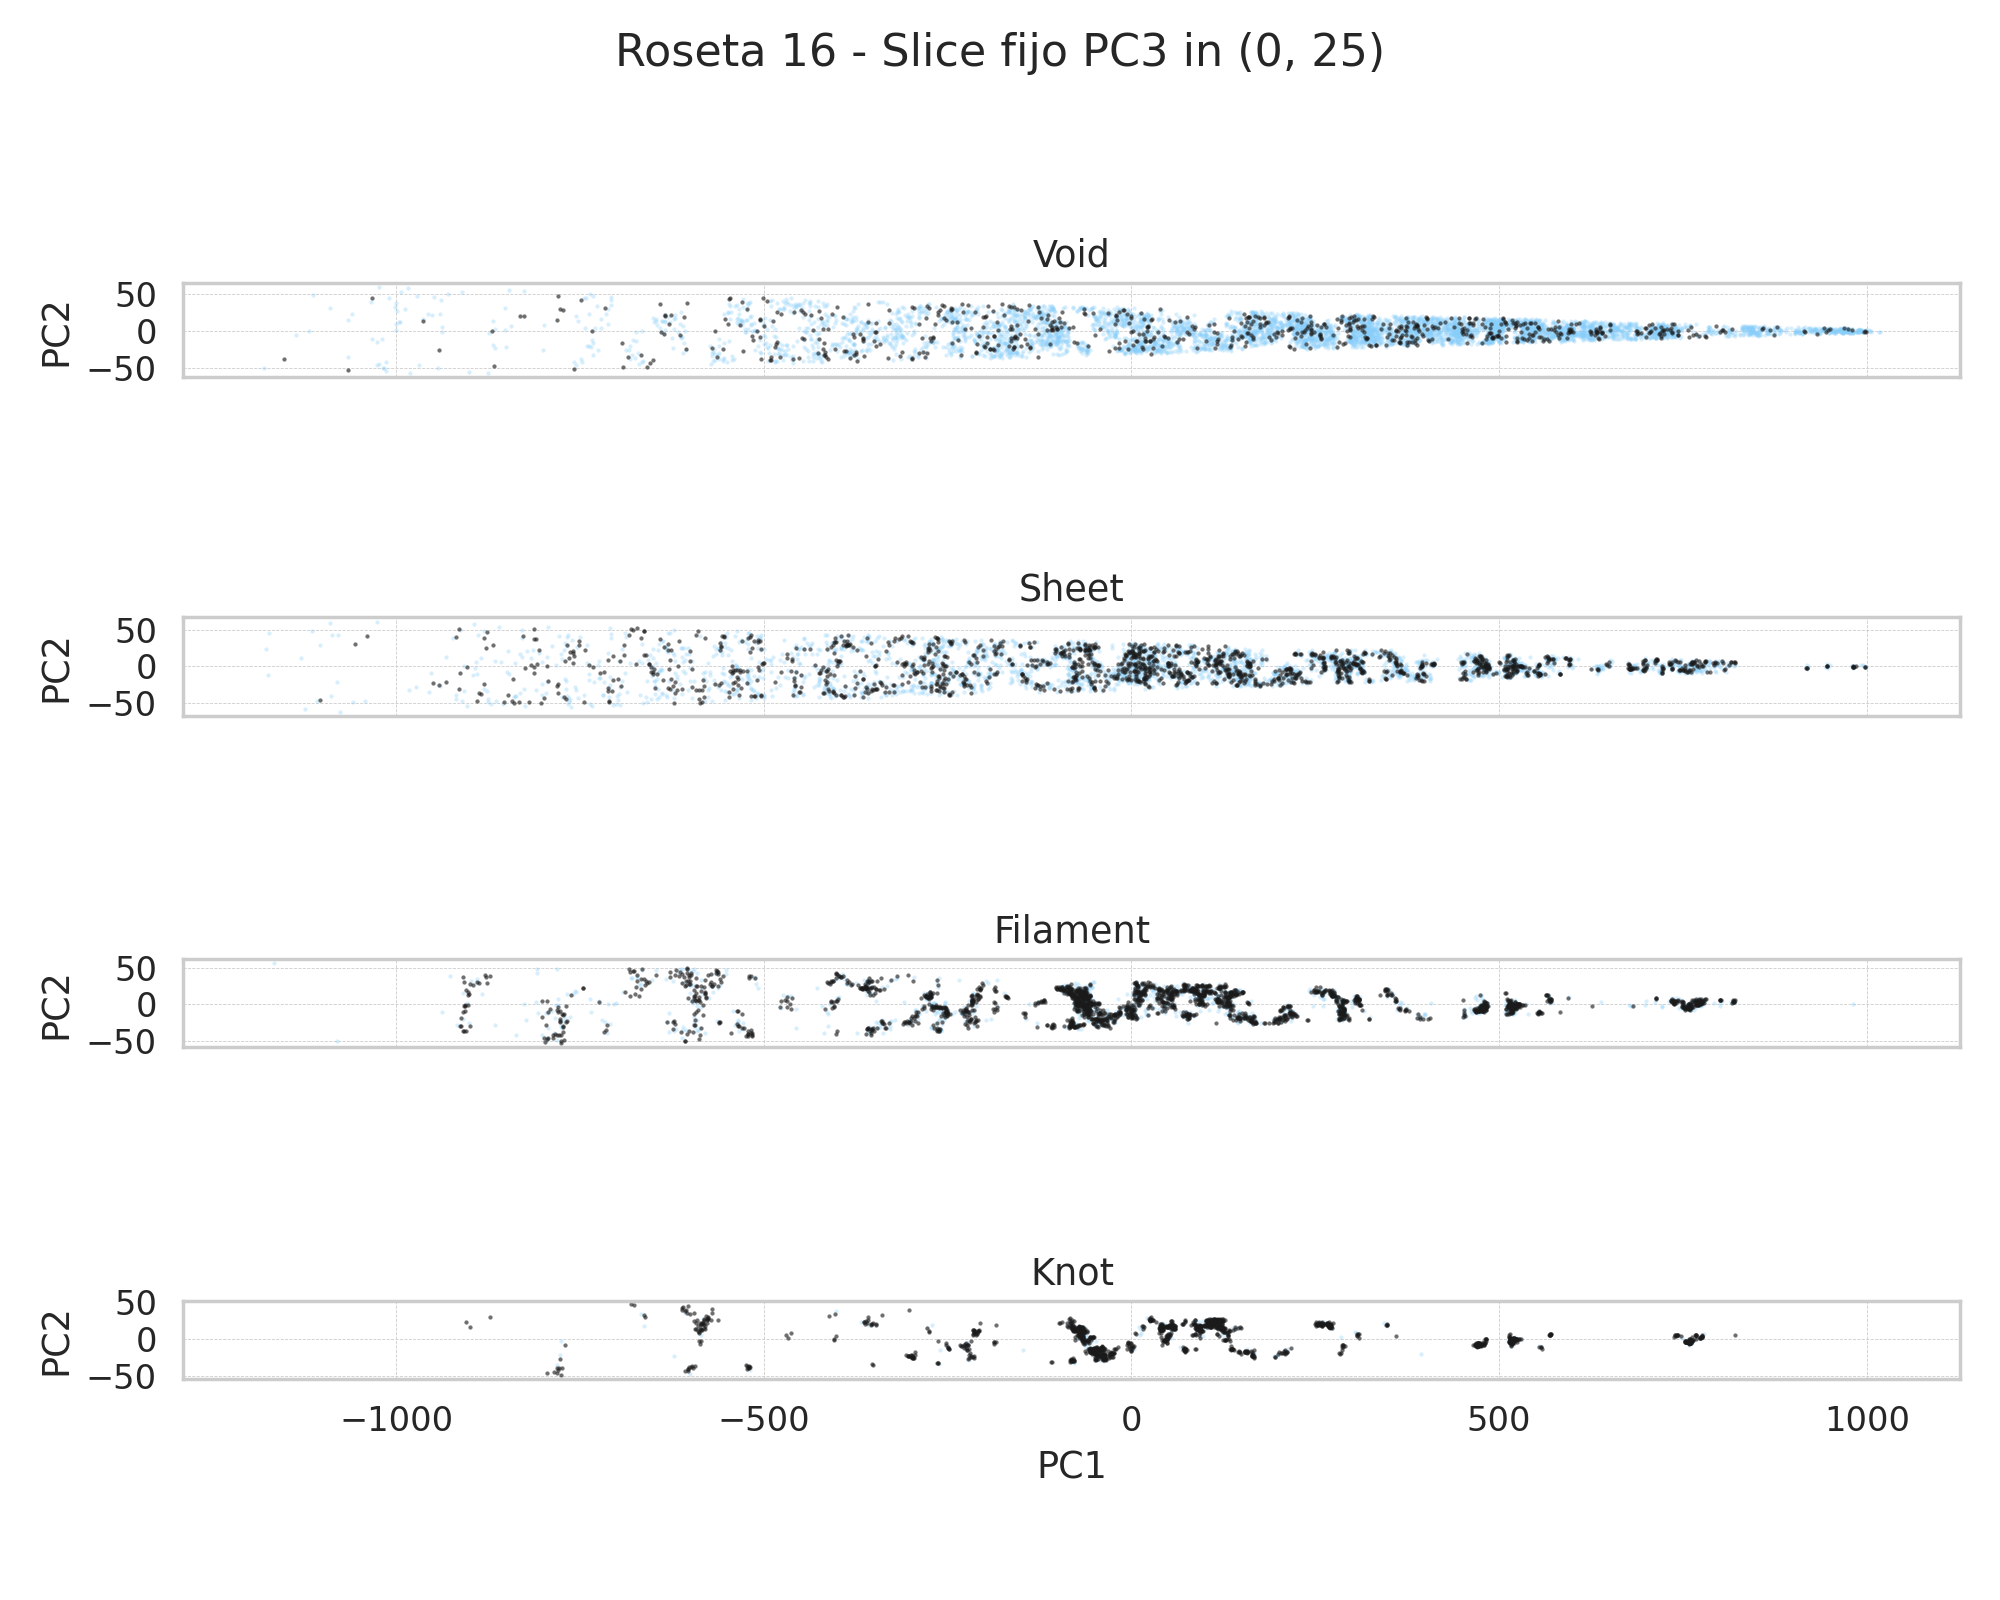 Roseta 16 - Slice fijo PC3 in (0, 25)
Void
PC2
50
0
−50
Sheet
PC2
50
0
−50
Filament
PC2
50
0
−50
Knot
PC2
50
0
−50
−1000 −500 0 500 1000
PC1